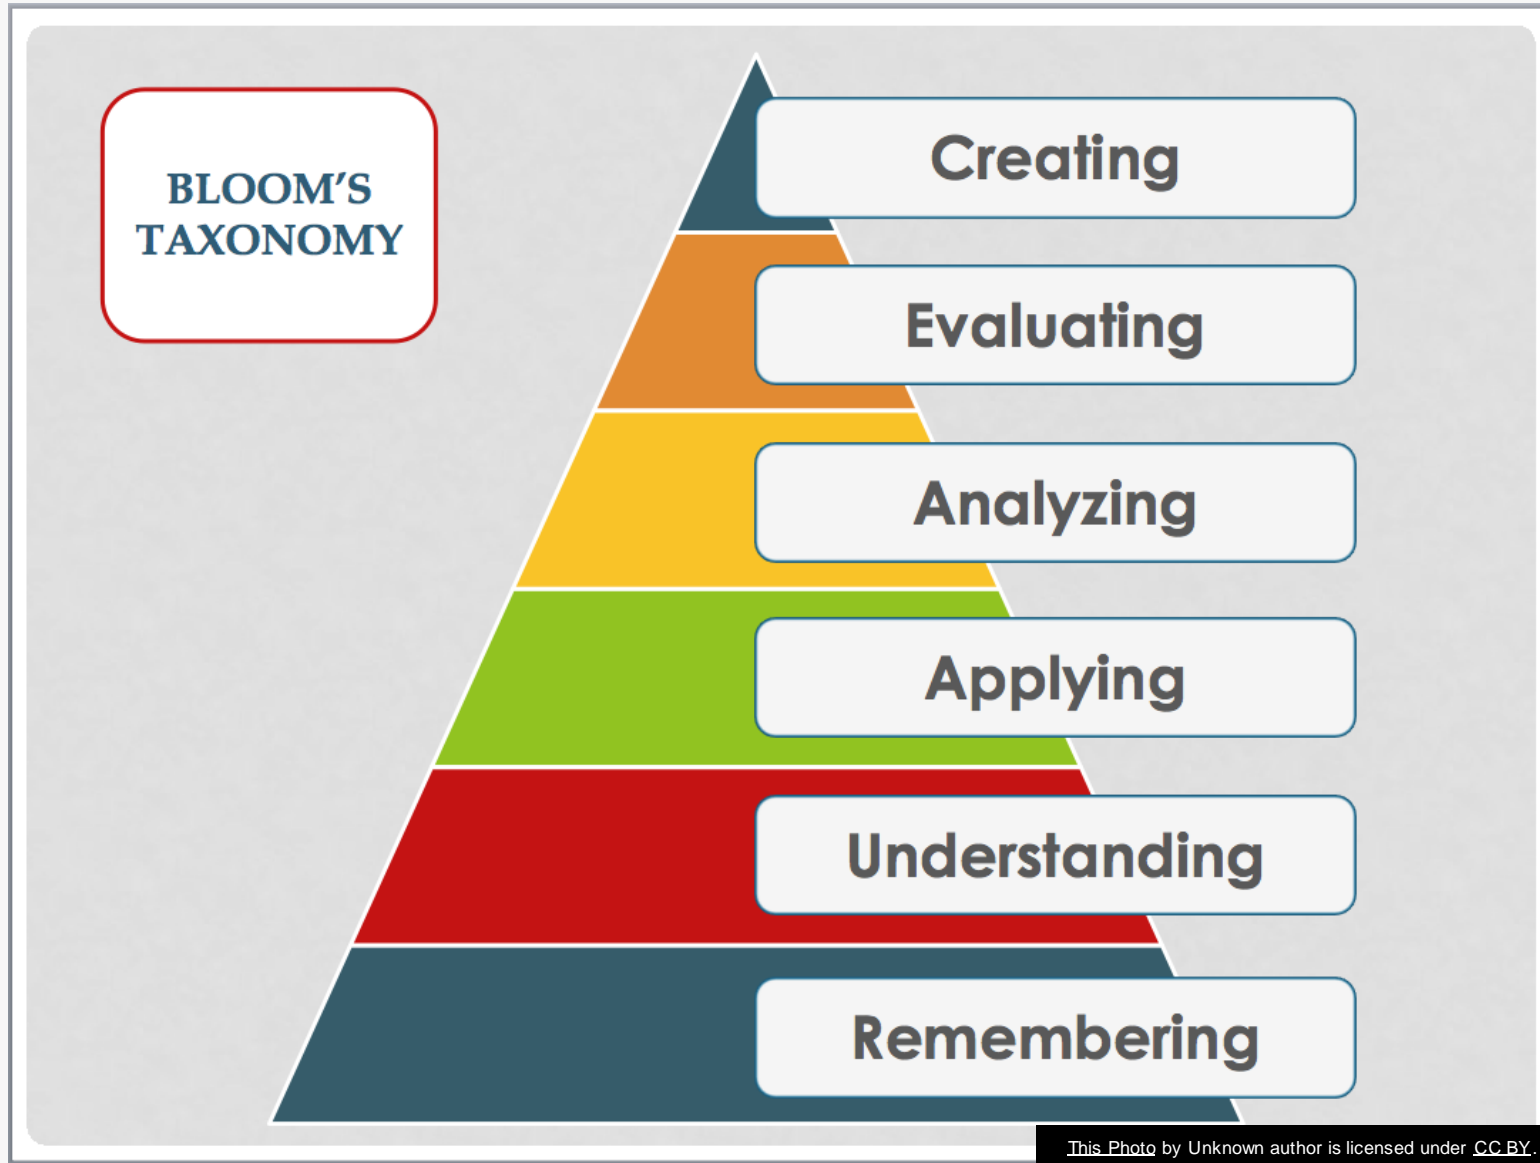 BLOOM’S
TAXONOMY
Creating
Evaluating
Analyzing
Applying
Understanding
Remembering
This Photo by Unknown author is licensed under CC BY.